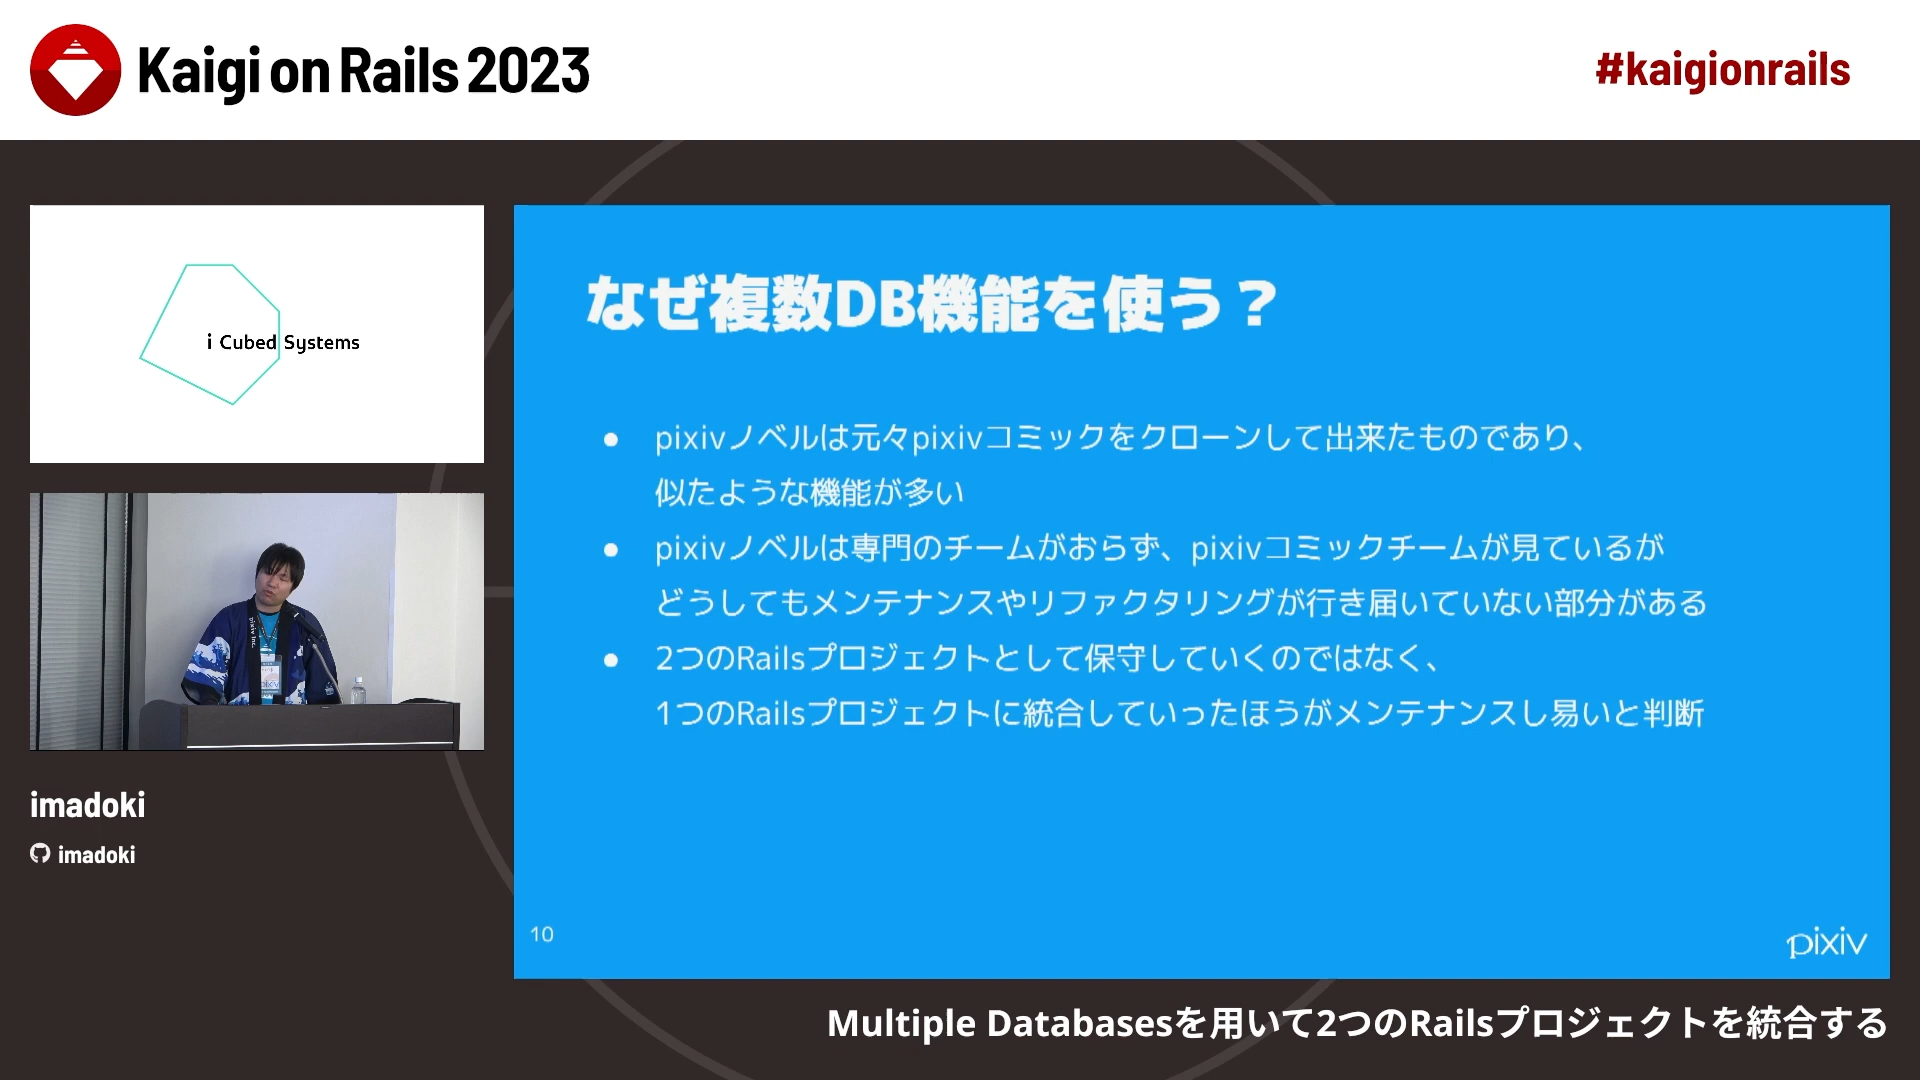 Kaigi on Rails 2023
#kaigionrails
i Cubed Systems
imadoki
imadoki
なぜ複数DB機能を使う？
● pixivノベルは元々pixivコミックをクローンして出来たものであり、
似たような機能が多い
● pixivノベルは専門のチームがおらず、pixivコミックチームが見ているが
どうしてもメンテナンスやリファクタリングが行き届いていない部分がある
● 2つのRailsプロジェクトとして保守していくのではなく、
1つのRailsプロジェクトに統合していったほうがメンテナンスし易いと判断
10
pixiv
Multiple Databasesを用いて2つのRailsプロジェクトを統合する